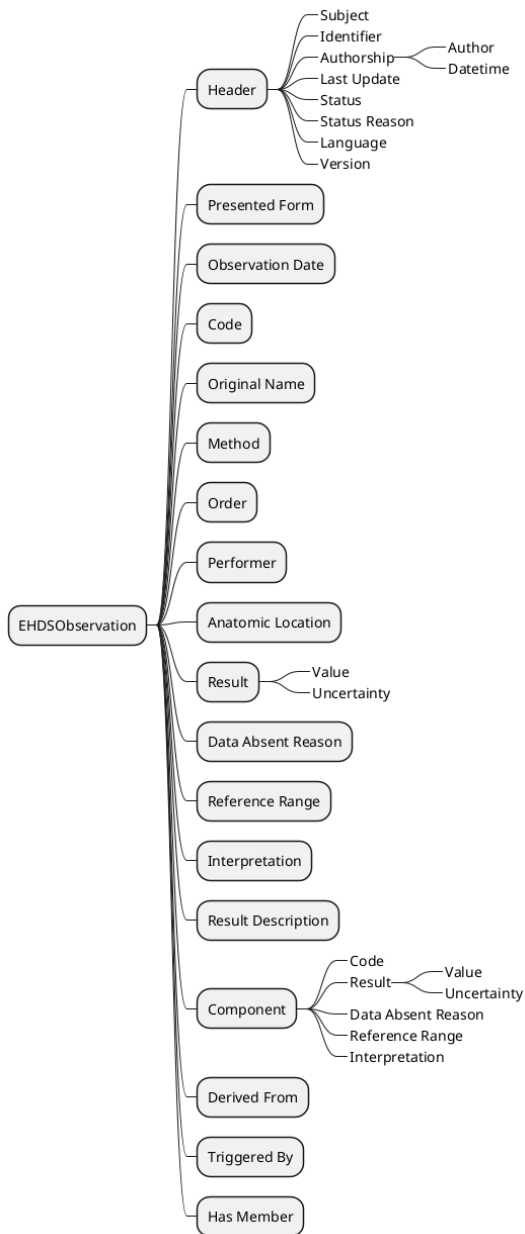 Subject
Identifier
Authorship
Author
Datetime
Last Update
Status
Status Reason
Language
Version
Header
Presented Form
Observation Date
Code
Original Name
Method
Order
Performer
Anatomic Location
EHDSObservation
Result
Value
Uncertainty
Data Absent Reason
Reference Range
Interpretation
Result Description
Component
Code
Result
Value
Uncertainty
Data Absent Reason
Reference Range
Interpretation
Derived From
Triggered By
Has Member